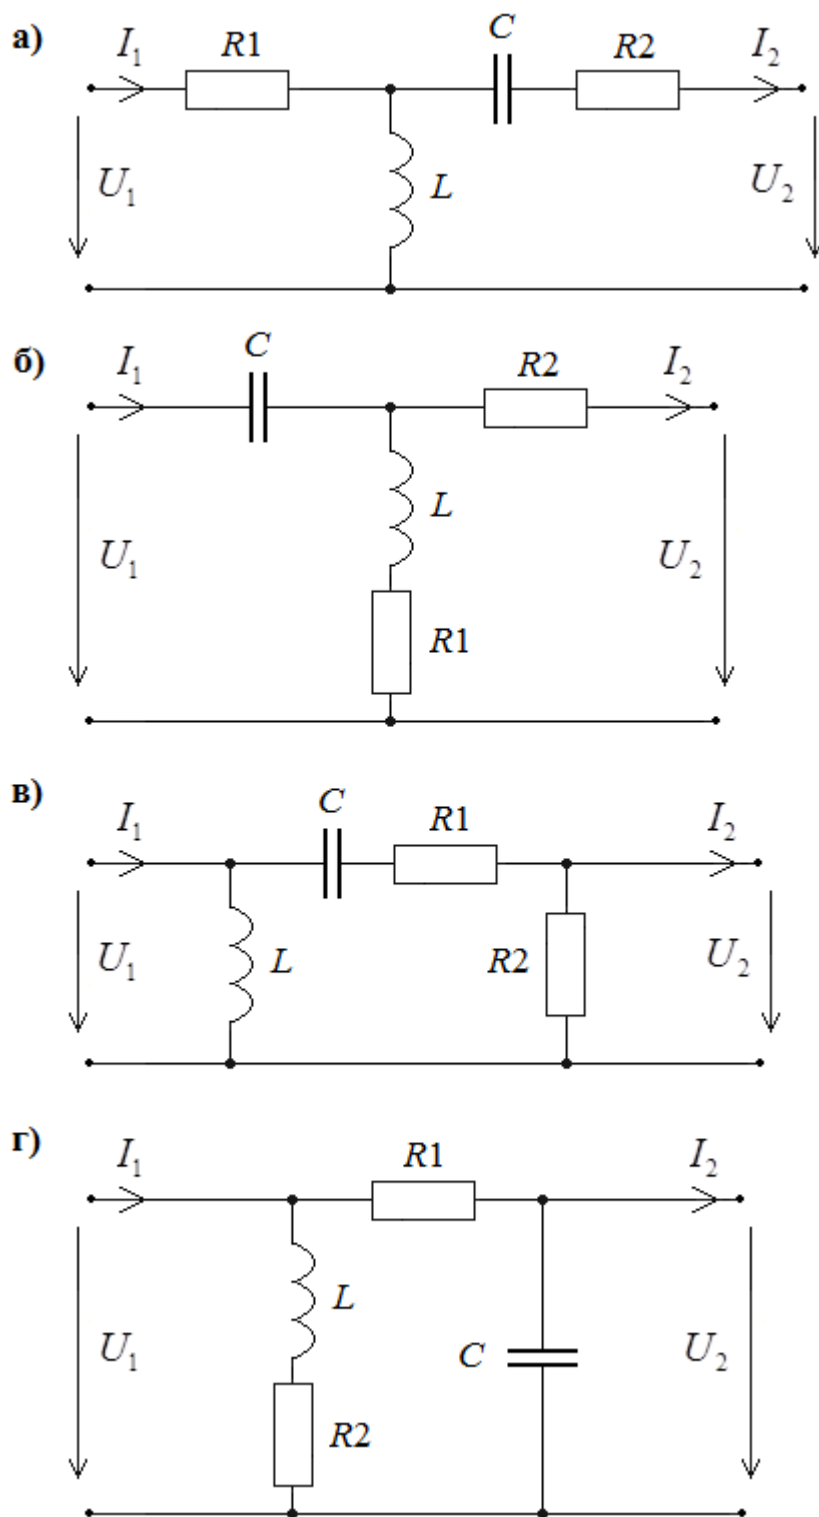 а)
I₁ R1 C R2 I₂
U₁ L U₂
б)
I₁ C R2 I₂
U₁ L U₂
R1
в)
I₁ C R1 I₂
U₁ L R2 U₂
г)
I₁ R1 I₂
U₁ L C U₂
R2